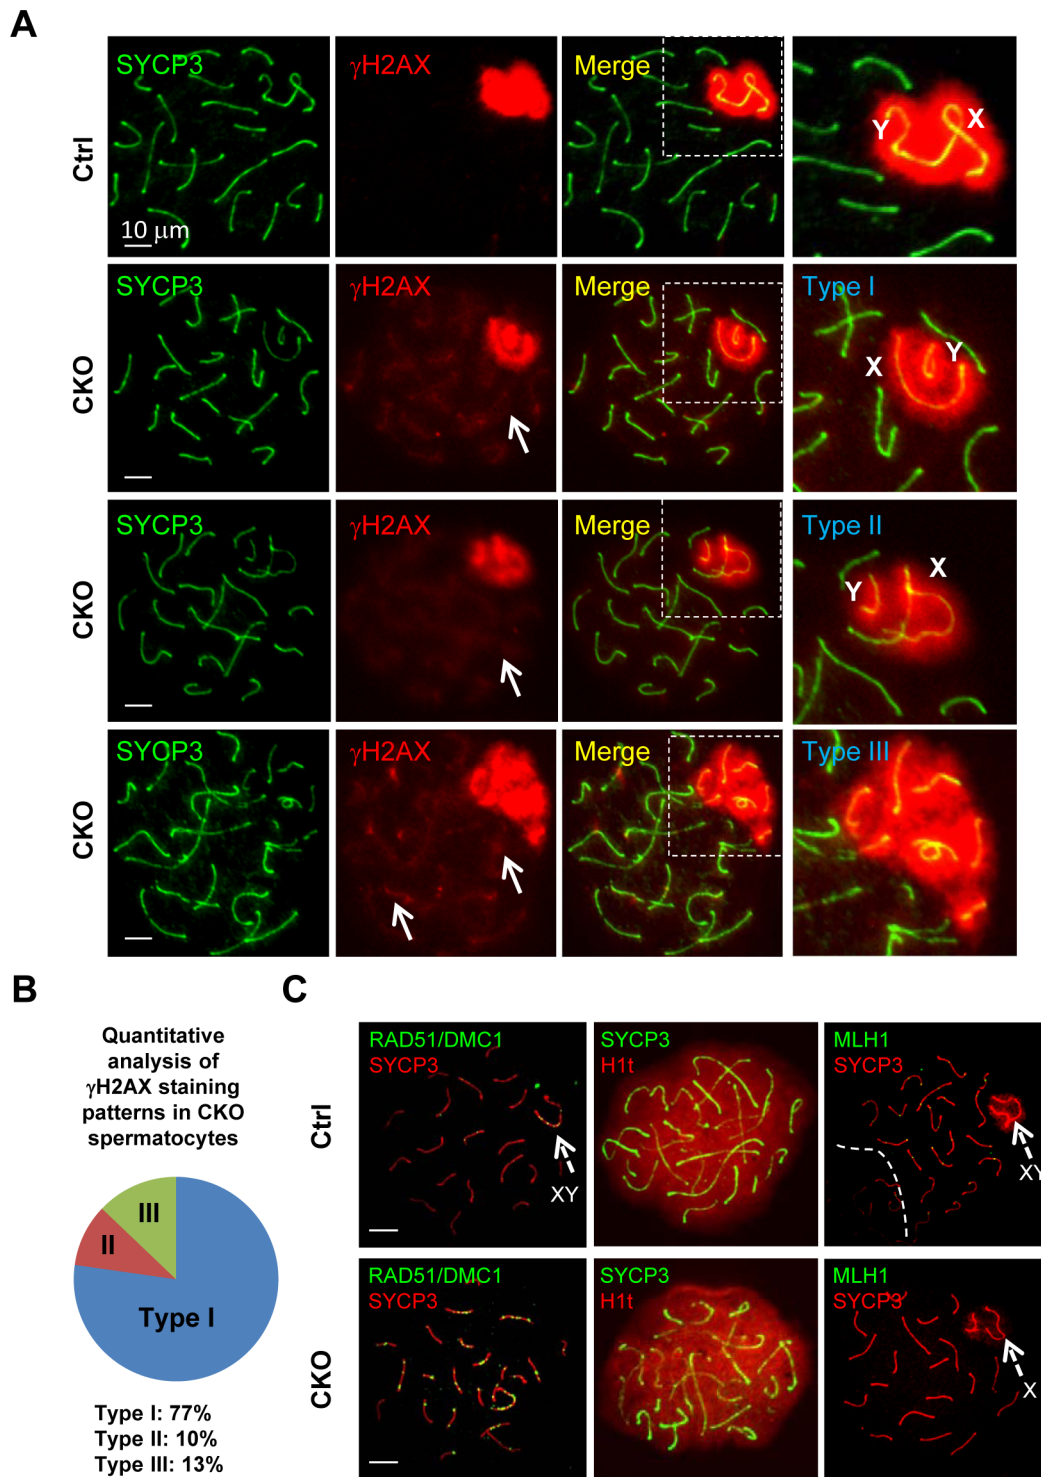 A
SYCP3 γH2AX Merge
Y X
Ctrl
10 μm
SYCP3 γH2AX Merge Type I
X Y
CKO
SYCP3 γH2AX Merge Type II
Y X
CKO
SYCP3 γH2AX Merge Type III
CKO
B
Quantitative
analysis of
γH2AX staining
patterns in CKO
spermatocytes
III
II
Type I
Type I: 77%
Type II: 10%
Type III: 13%
C
RAD51/DMC1 SYCP3 MLH1
SYCP3 H1t SYCP3
Ctrl
XY XY
RAD51/DMC1 SYCP3 MLH1
SYCP3 H1t SYCP3
CKO
X